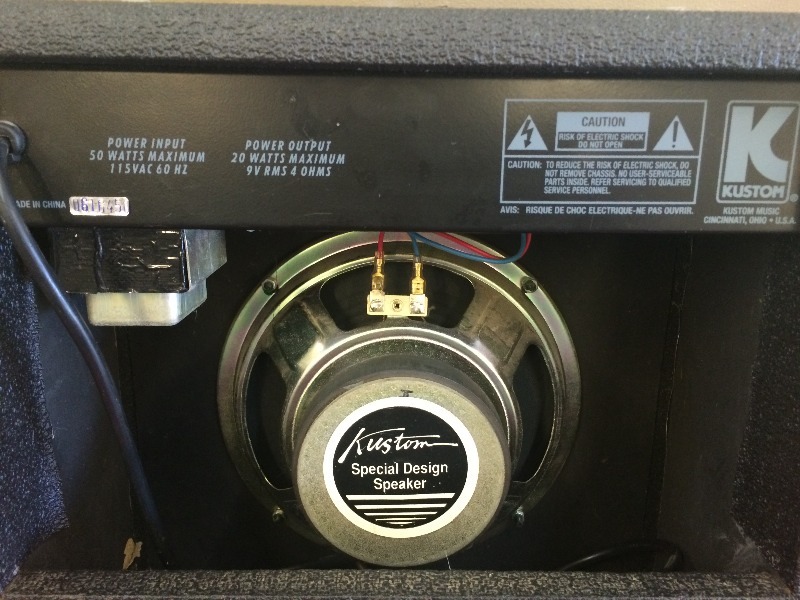 POWER INPUT
50 WATTS MAXIMUM
115VAC 60 HZ
POWER OUTPUT
20 WATTS MAXIMUM
9V RMS 4 OHMS
CAUTION
RISK OF ELECTRIC SHOCK
DO NOT OPEN
CAUTION: TO REDUCE THE RISK OF ELECTRIC SHOCK, DO
NOT REMOVE CHASSIS. NO USER-SERVICEABLE
PARTS INSIDE. REFER SERVICING TO QUALIFIED
SERVICE PERSONNEL.
AVIS: RISQUE DE CHOC ELECTRIQUE-NE PAS OUVRIR.
K
KUSTOM®
KUSTOM MUSIC
CINCINNATI, OHIO • U.S.A.
ADE IN CHINA
Kustom
Special Design
Speaker